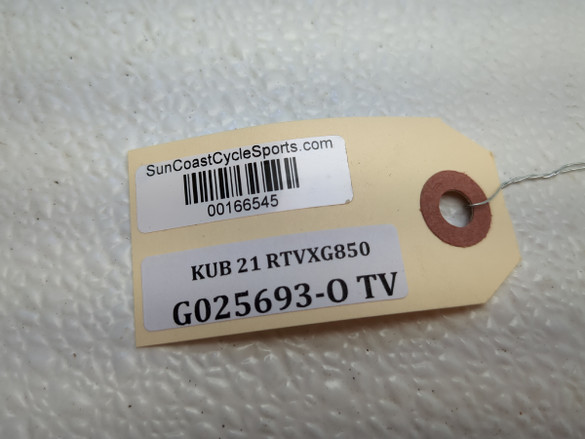 SunCoastCycleSports.com
00166545
KUB 21 RTVXG850
G025693-O TV